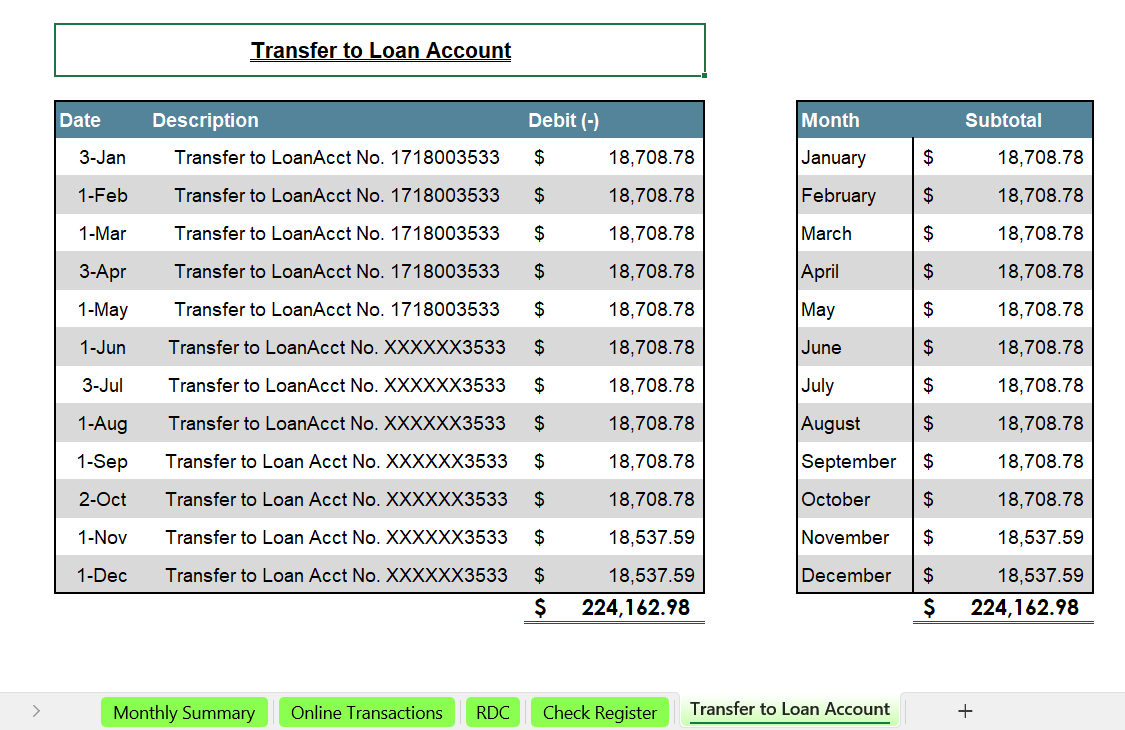 Transfer to Loan Account
Date Description Debit (-)
3-Jan Transfer to LoanAcct No. 1718003533 $ 18,708.78
1-Feb Transfer to LoanAcct No. 1718003533 $ 18,708.78
1-Mar Transfer to LoanAcct No. 1718003533 $ 18,708.78
3-Apr Transfer to LoanAcct No. 1718003533 $ 18,708.78
1-May Transfer to LoanAcct No. 1718003533 $ 18,708.78
1-Jun Transfer to LoanAcct No. XXXXXX3533 $ 18,708.78
3-Jul Transfer to LoanAcct No. XXXXXX3533 $ 18,708.78
1-Aug Transfer to LoanAcct No. XXXXXX3533 $ 18,708.78
1-Sep Transfer to Loan Acct No. XXXXXX3533 $ 18,708.78
2-Oct Transfer to Loan Acct No. XXXXXX3533 $ 18,708.78
1-Nov Transfer to Loan Acct No. XXXXXX3533 $ 18,537.59
1-Dec Transfer to Loan Acct No. XXXXXX3533 $ 18,537.59
$ 224,162.98
Month Subtotal
January $ 18,708.78
February $ 18,708.78
March $ 18,708.78
April $ 18,708.78
May $ 18,708.78
June $ 18,708.78
July $ 18,708.78
August $ 18,708.78
September $ 18,708.78
October $ 18,708.78
November $ 18,537.59
December $ 18,537.59
$ 224,162.98
Monthly Summary Online Transactions RDC Check Register Transfer to Loan Account +